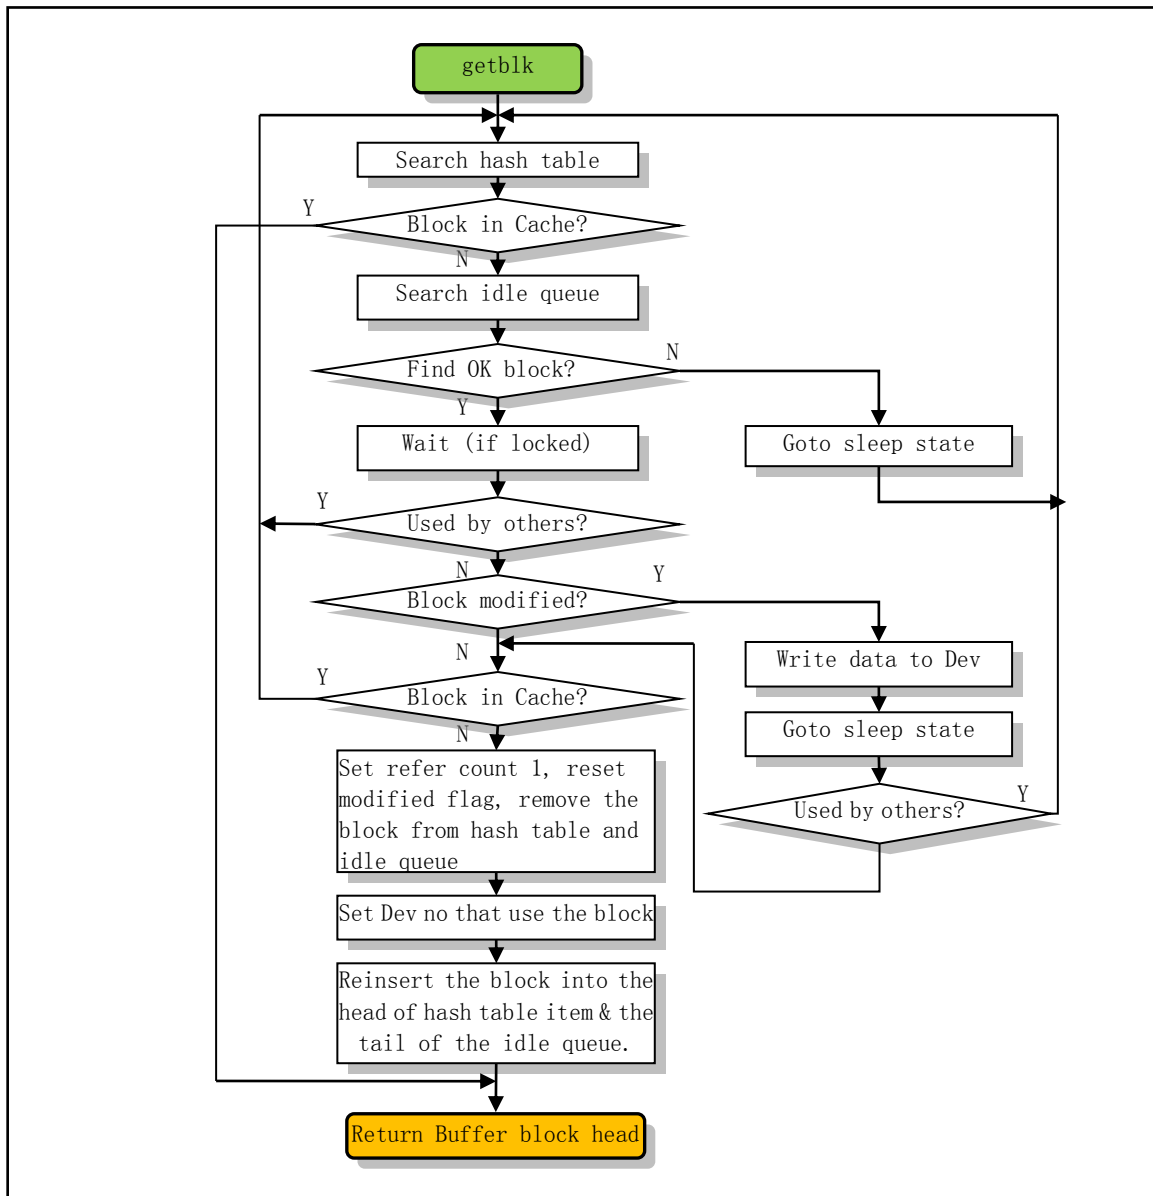 getblk
Search hash table
Y
Block in Cache?
N
Search idle queue
Find OK block?
N
Y
Wait (if locked)
Goto sleep state
Y
Used by others?
N
Y
Block modified?
N
Write data to Dev
Y
Block in Cache?
N
Goto sleep state
Set refer count 1, reset
modified flag, remove the
block from hash table and
idle queue
Used by others?
Y
Set Dev no that use the block
Reinsert the block into the
head of hash table item & the
tail of the idle queue.
Return Buffer block head